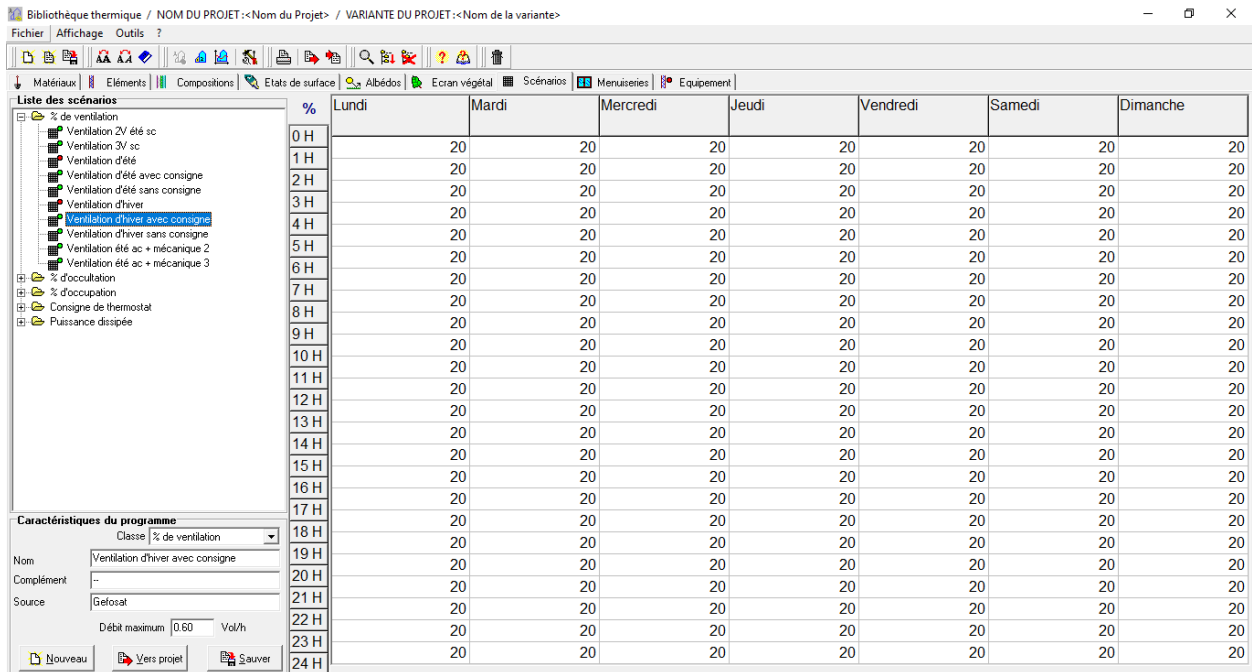 Bibliothèque thermique / NOM DU PROJET:<Nom du Projet> / VARIANTE DU PROJET:<Nom de la variante>
Fichier Affichage Outils ?
Matériaux Eléments Compositions Etats de surface Albédos Ecran végétal Scénarios Menuiseries Equipement
Liste des scénarios
% de ventilation
Ventilation 2V été sc
Ventilation 3V sc
Ventilation d'été
Ventilation d'été avec consigne
Ventilation d'été sans consigne
Ventilation d'hiver
Ventilation d'hiver avec consigne
Ventilation d'hiver sans consigne
Ventilation été ac + mécanique 2
Ventilation été ac + mécanique 3
% d'occultation
% d'occupation
Consigne de thermostat
Puissance dissipée
Caractéristiques du programme
Classe % de ventilation
Nom Ventilation d'hiver avec consigne
Complément --
Source Gefosat
Débit maximum 0.60 Vol/h
Nouveau Vers projet Sauver
% Lundi Mardi Mercredi Jeudi Vendredi Samedi Dimanche
0 H
20 20 20 20 20 20 20
1 H
20 20 20 20 20 20 20
2 H
20 20 20 20 20 20 20
3 H
20 20 20 20 20 20 20
4 H
20 20 20 20 20 20 20
5 H
20 20 20 20 20 20 20
6 H
20 20 20 20 20 20 20
7 H
20 20 20 20 20 20 20
8 H
20 20 20 20 20 20 20
9 H
20 20 20 20 20 20 20
10 H
20 20 20 20 20 20 20
11 H
20 20 20 20 20 20 20
12 H
20 20 20 20 20 20 20
13 H
20 20 20 20 20 20 20
14 H
20 20 20 20 20 20 20
15 H
20 20 20 20 20 20 20
16 H
20 20 20 20 20 20 20
17 H
20 20 20 20 20 20 20
18 H
20 20 20 20 20 20 20
19 H
20 20 20 20 20 20 20
20 H
20 20 20 20 20 20 20
21 H
20 20 20 20 20 20 20
22 H
20 20 20 20 20 20 20
23 H
20 20 20 20 20 20 20
24 H